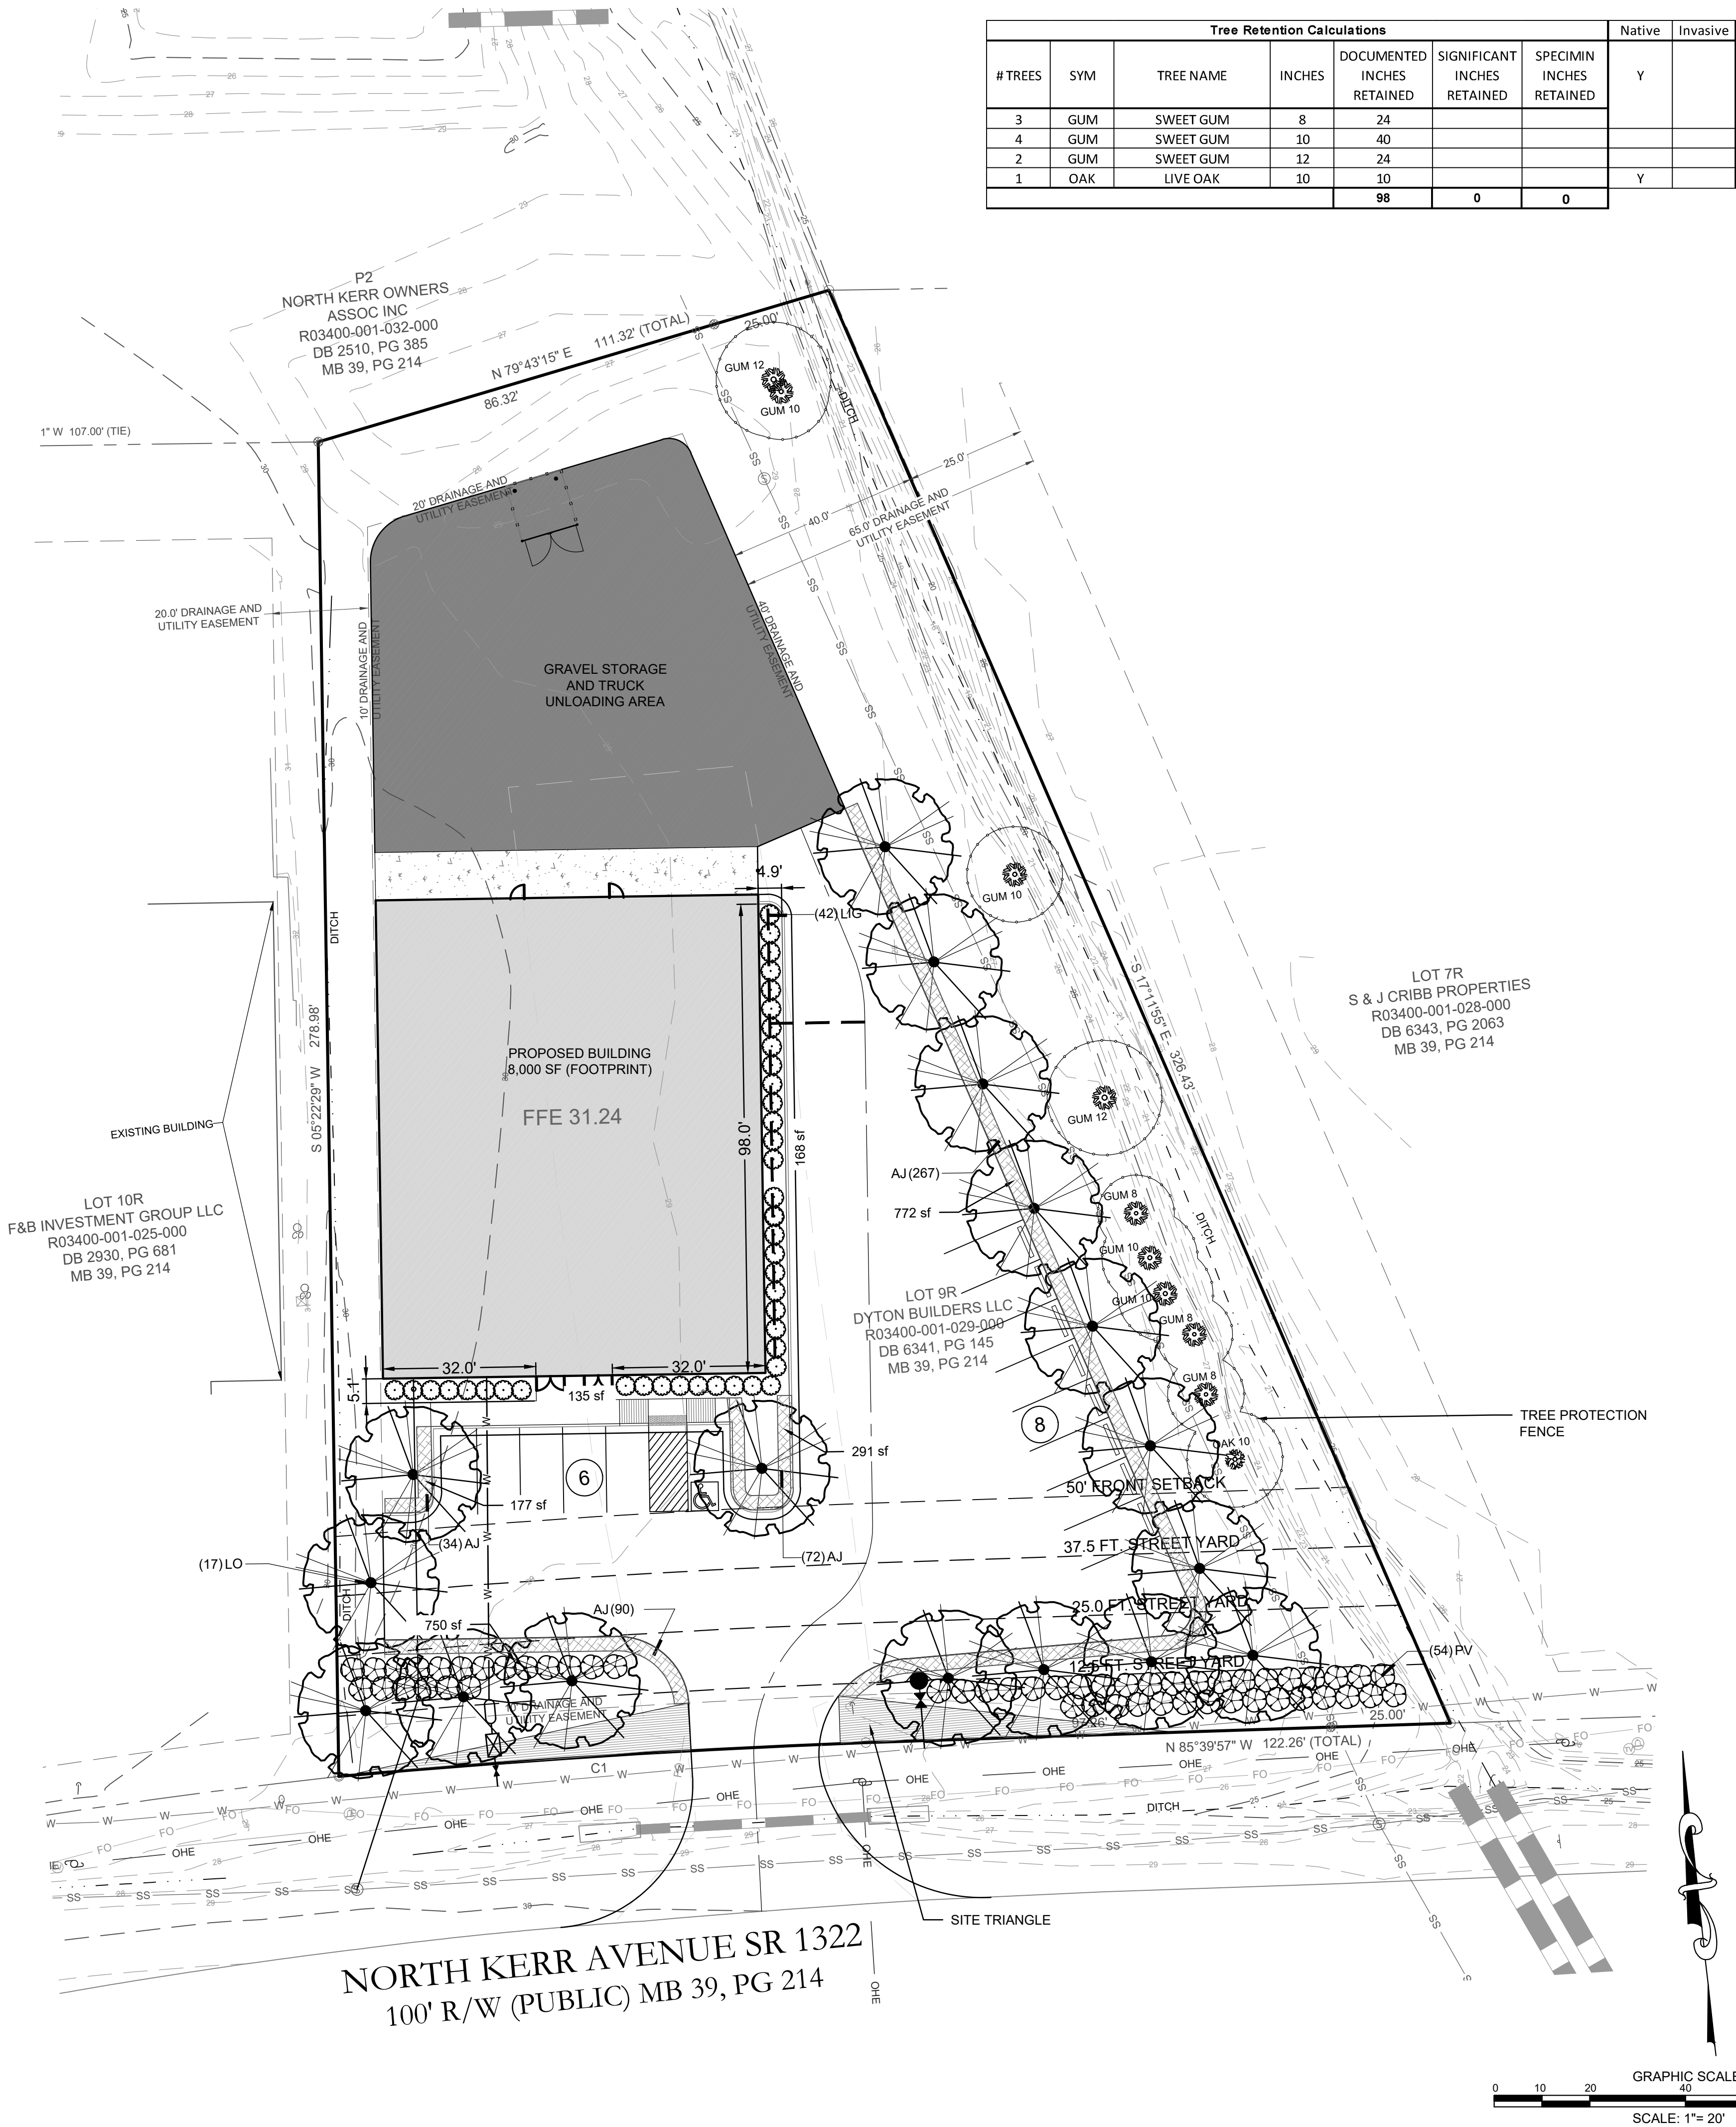 Tree Retention Calculations
Native
Invasive
# TREES
SYM
TREE NAME
INCHES
DOCUMENTED
INCHES
RETAINED
SIGNIFICANT
INCHES
RETAINED
SPECIMIN
INCHES
RETAINED
Y
3 GUM SWEET GUM 8 24
4 GUM SWEET GUM 10 40
2 GUM SWEET GUM 12 24
1 OAK LIVE OAK 10 10 Y
98 0 0
P2
NORTH KERR OWNERS
ASSOC INC
R03400-001-032-000
DB 2510, PG 385
MB 39, PG 214
N 79°43'15" E 111.32' (TOTAL)
86.32'
25.00'
1" W 107.00' (TIE)
GUM 12
GUM 10
DITCH
20' DRAINAGE AND
UTILITY EASEMENT
25.0'
40.0'
65.0' DRAINAGE AND
UTILITY EASEMENT
20.0' DRAINAGE AND
UTILITY EASEMENT
10' DRAINAGE AND
UTILITY EASEMENT
40' DRAINAGE AND
UTILITY EASEMENT
GRAVEL STORAGE
AND TRUCK
UNLOADING AREA
4.9'
(42) LIG
GUM 10
DITCH
S 05°22'29" W 278.98'
S 17°11'55" E - 326.43'
LOT 7R
S & J CRIBB PROPERTIES
R03400-001-028-000
DB 6343, PG 2063
MB 39, PG 214
PROPOSED BUILDING
8,000 SF (FOOTPRINT)
FFE 31.24
98.0'
168 sf
GUM 12
EXISTING BUILDING
AJ (267)
772 sf
GUM 8
DITCH
GUM 10
GUM 10
GUM 8
GUM 8
OAK 10
LOT 10R
F&B INVESTMENT GROUP LLC
R03400-001-025-000
DB 2930, PG 681
MB 39, PG 214
LOT 9R
DYTON BUILDERS LLC
R03400-001-029-000
DB 6341, PG 145
MB 39, PG 214
32.0'
32.0'
5.1'
135 sf
8
TREE PROTECTION
FENCE
291 sf
6
177 sf
50' FRONT SETBACK
(34) AJ
(72) AJ
37.5 FT. STREET YARD
(17) LO
DITCH
25.0 FT. STREET YARD
750 sf
AJ (90)
(54) PV
12.5 FT. STREET YARD
10' DRAINAGE AND
UTILITY EASEMENT
97.26'
25.00'
N 85°39'57" W 122.26' (TOTAL)
C1
OHE
DITCH
SITE TRIANGLE
NORTH KERR AVENUE SR 1322
100' R/W (PUBLIC) MB 39, PG 214
GRAPHIC SCALE
0 10 20 40
SCALE: 1"= 20'